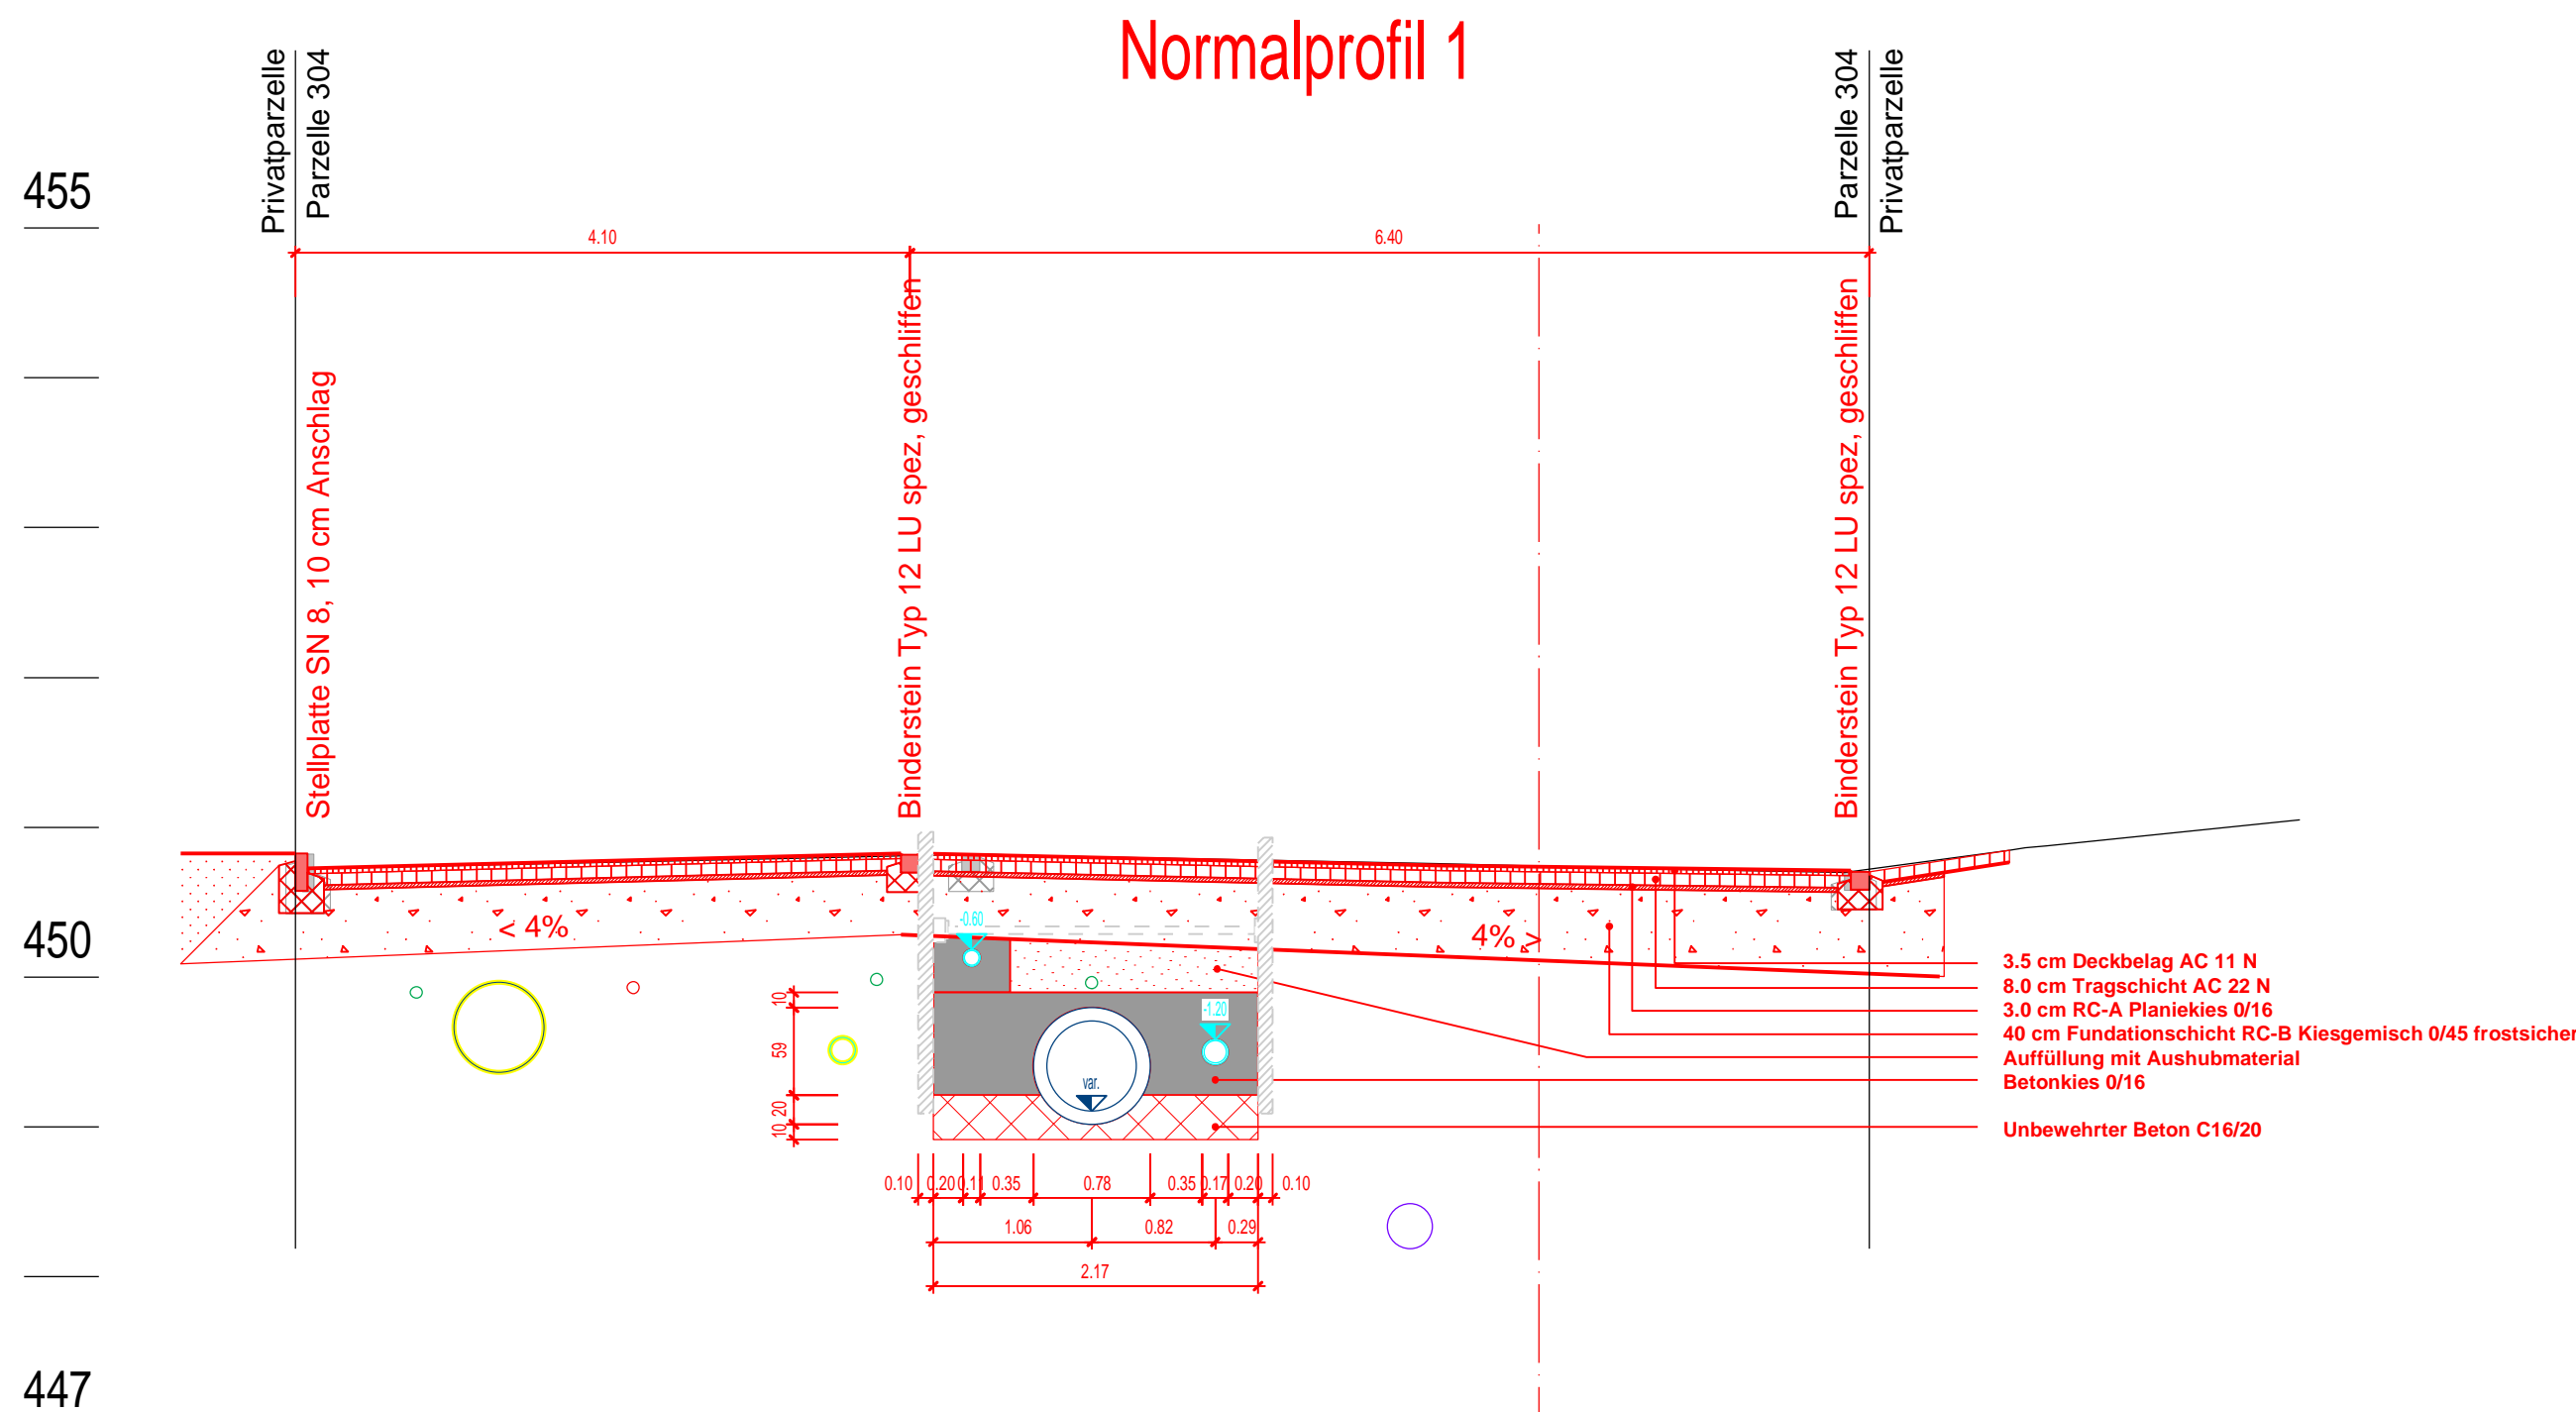 Normalprofil 1
Privatparzelle
Parzelle 304
Parzelle 304
Privatparzelle
455
4.10
6.40
Stellplatte SN 8, 10 cm Anschlag
Binderstein Typ 12 LU spez, geschliffen
Binderstein Typ 12 LU spez, geschliffen
450
< 4%
-0.60
4% >
3.5 cm Deckbelag AC 11 N
8.0 cm Tragschicht AC 22 N
3.0 cm RC-A Planiekies 0/16
40 cm Fundationschicht RC-B Kiesgemisch 0/45 frostsicher
Auffüllung mit Aushubmaterial
Betonkies 0/16
Unbewehrter Beton C16/20
10
59
20
10
-1.20
var.
0.10
0.20
0.11
0.35
0.78
0.35
0.17
0.20
0.10
1.06
0.82
0.29
2.17
447